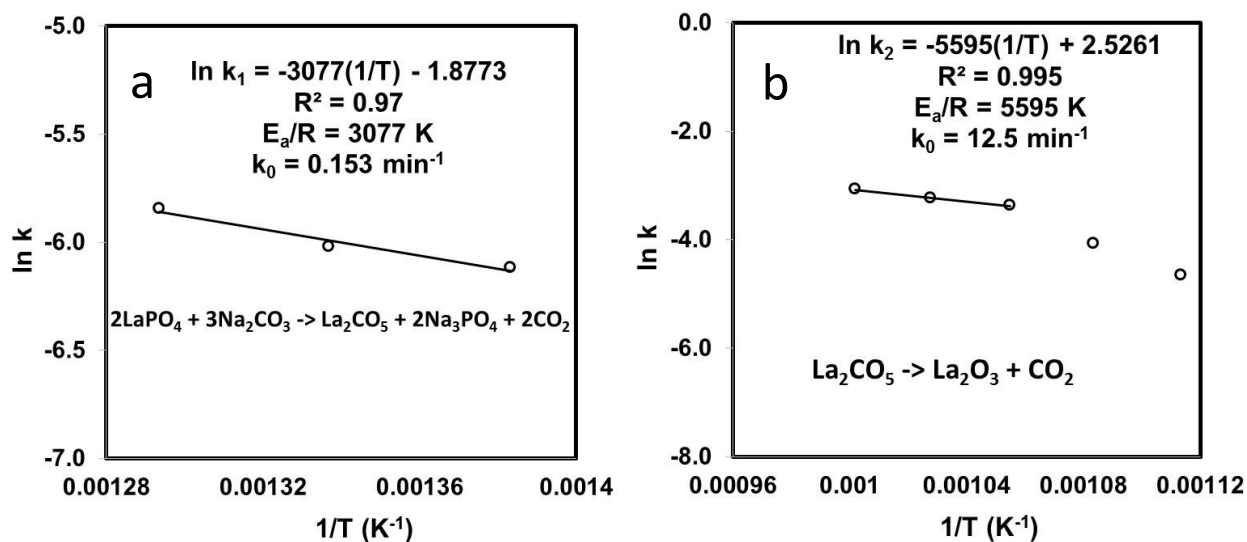 a
ln k₁ = -3077(1/T) - 1.8773
R² = 0.97
Eₐ/R = 3077 K
k₀ = 0.153 min⁻¹
2LaPO₄ + 3Na₂CO₃ -> La₂CO₅ + 2Na₃PO₄ + 2CO₂
-5.0
-5.5
-6.0
-6.5
-7.0
ln k
0.00128 0.00132 0.00136 0.0014
1/T (K⁻¹)
b
ln k₂ = -5595(1/T) + 2.5261
R² = 0.995
Eₐ/R = 5595 K
k₀ = 12.5 min⁻¹
La₂CO₅ -> La₂O₃ + CO₂
0.0
-2.0
-4.0
-6.0
-8.0
ln k
0.00096 0.001 0.00104 0.00108 0.00112
1/T (K⁻¹)